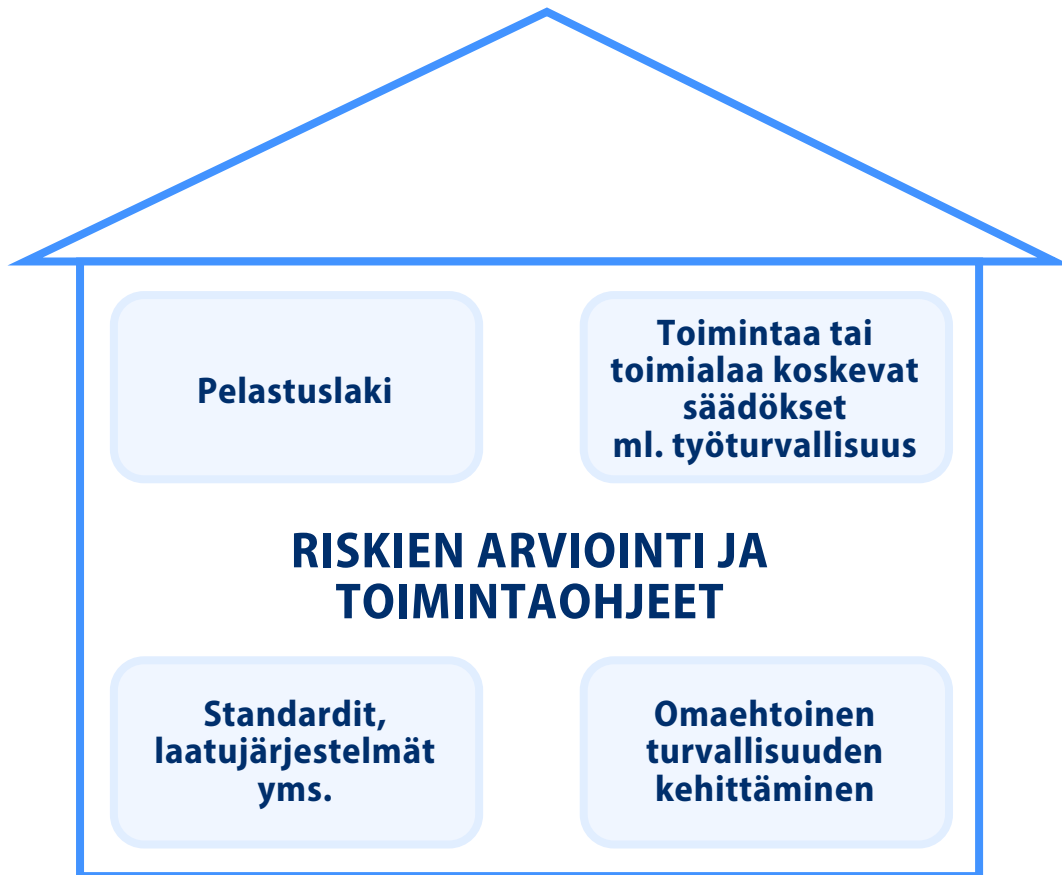 Pelastuslaki
Toimintaa tai
toimialaa koskevat
säädökset
ml. työturvallisuus
RISKIEN ARVIOINTI JA
TOIMINTAOHJEET
Standardit,
laatujärjestelmät
yms.
Omaehtoinen
turvallisuuden
kehittäminen